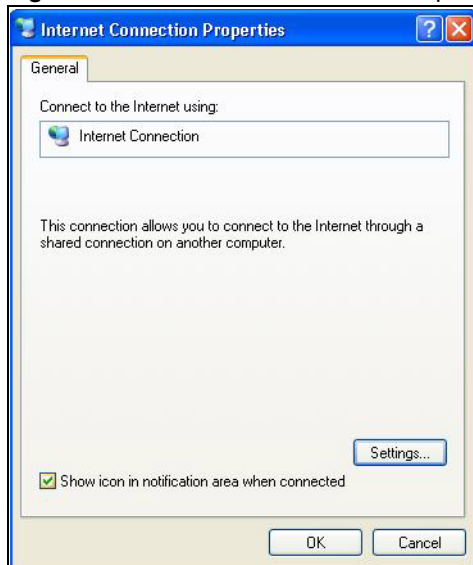 Internet Connection Properties
General
Connect to the Internet using:
Internet Connection
This connection allows you to connect to the Internet through a
shared connection on another computer.
Settings...
Show icon in notification area when connected
OK
Cancel